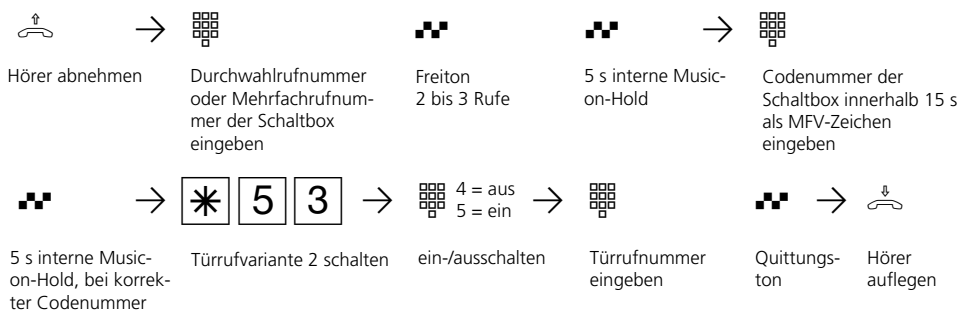 Hörer abnehmen
Durchwahlrufnummer
oder Mehrfachrufnum-
mer der Schaltbox
eingeben
Freiton
2 bis 3 Rufe
5 s interne Music-
on-Hold
Codenummer der
Schaltbox innerhalb 15 s
als MFV-Zeichen
eingeben
* 5 3
4 = aus
5 = ein
5 s interne Music-
on-Hold, bei korrek-
ter Codenummer
Türrufvariante 2 schalten
ein-/ausschalten
Türrufnummer
eingeben
Quittungs-
ton
Hörer
auflegen